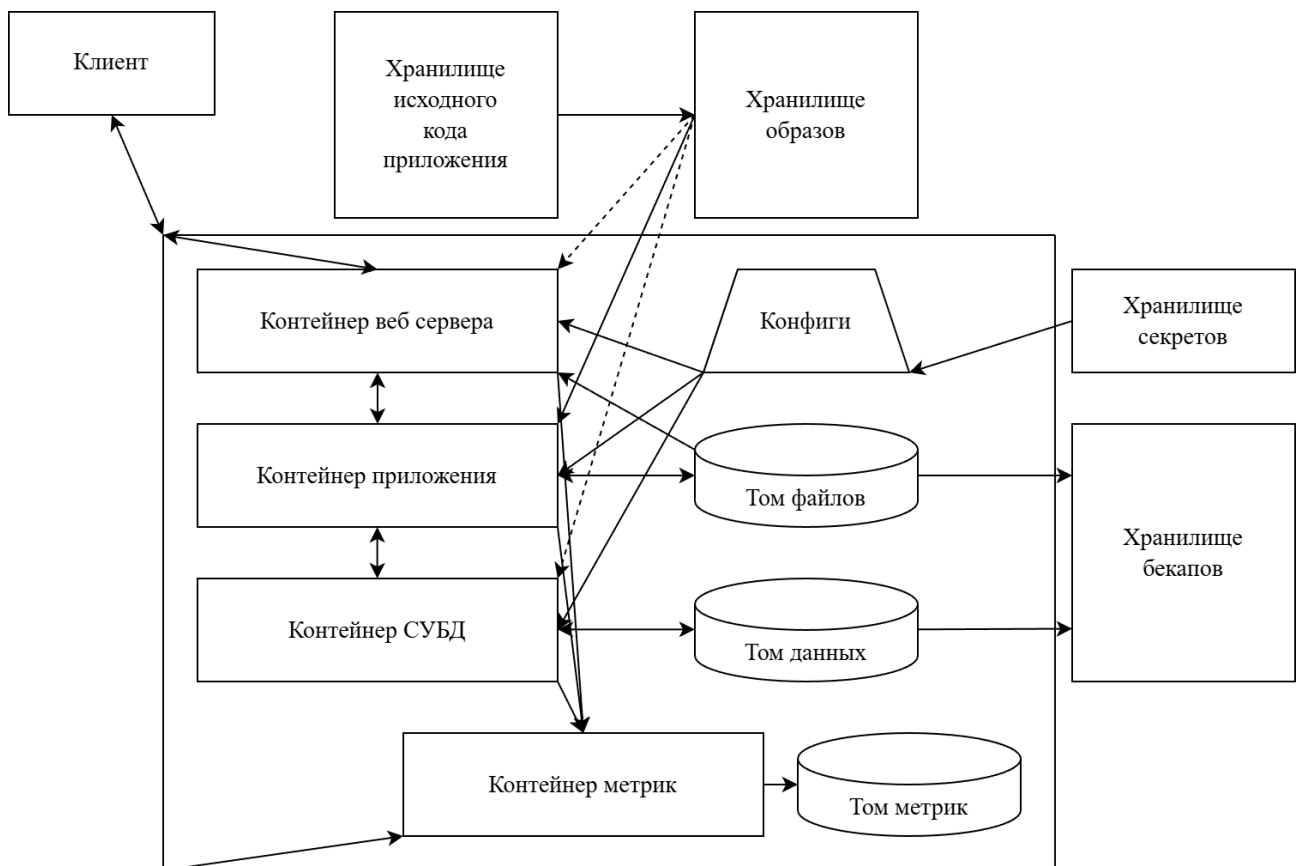 Клиент
Хранилище
исходного
кода
приложения
Хранилище
образов
Контейнер веб сервера
Конфиги
Хранилище
секретов
Контейнер приложения
Том файлов
Хранилище
бекапов
Контейнер СУБД
Том данных
Контейнер метрик
Том метрик